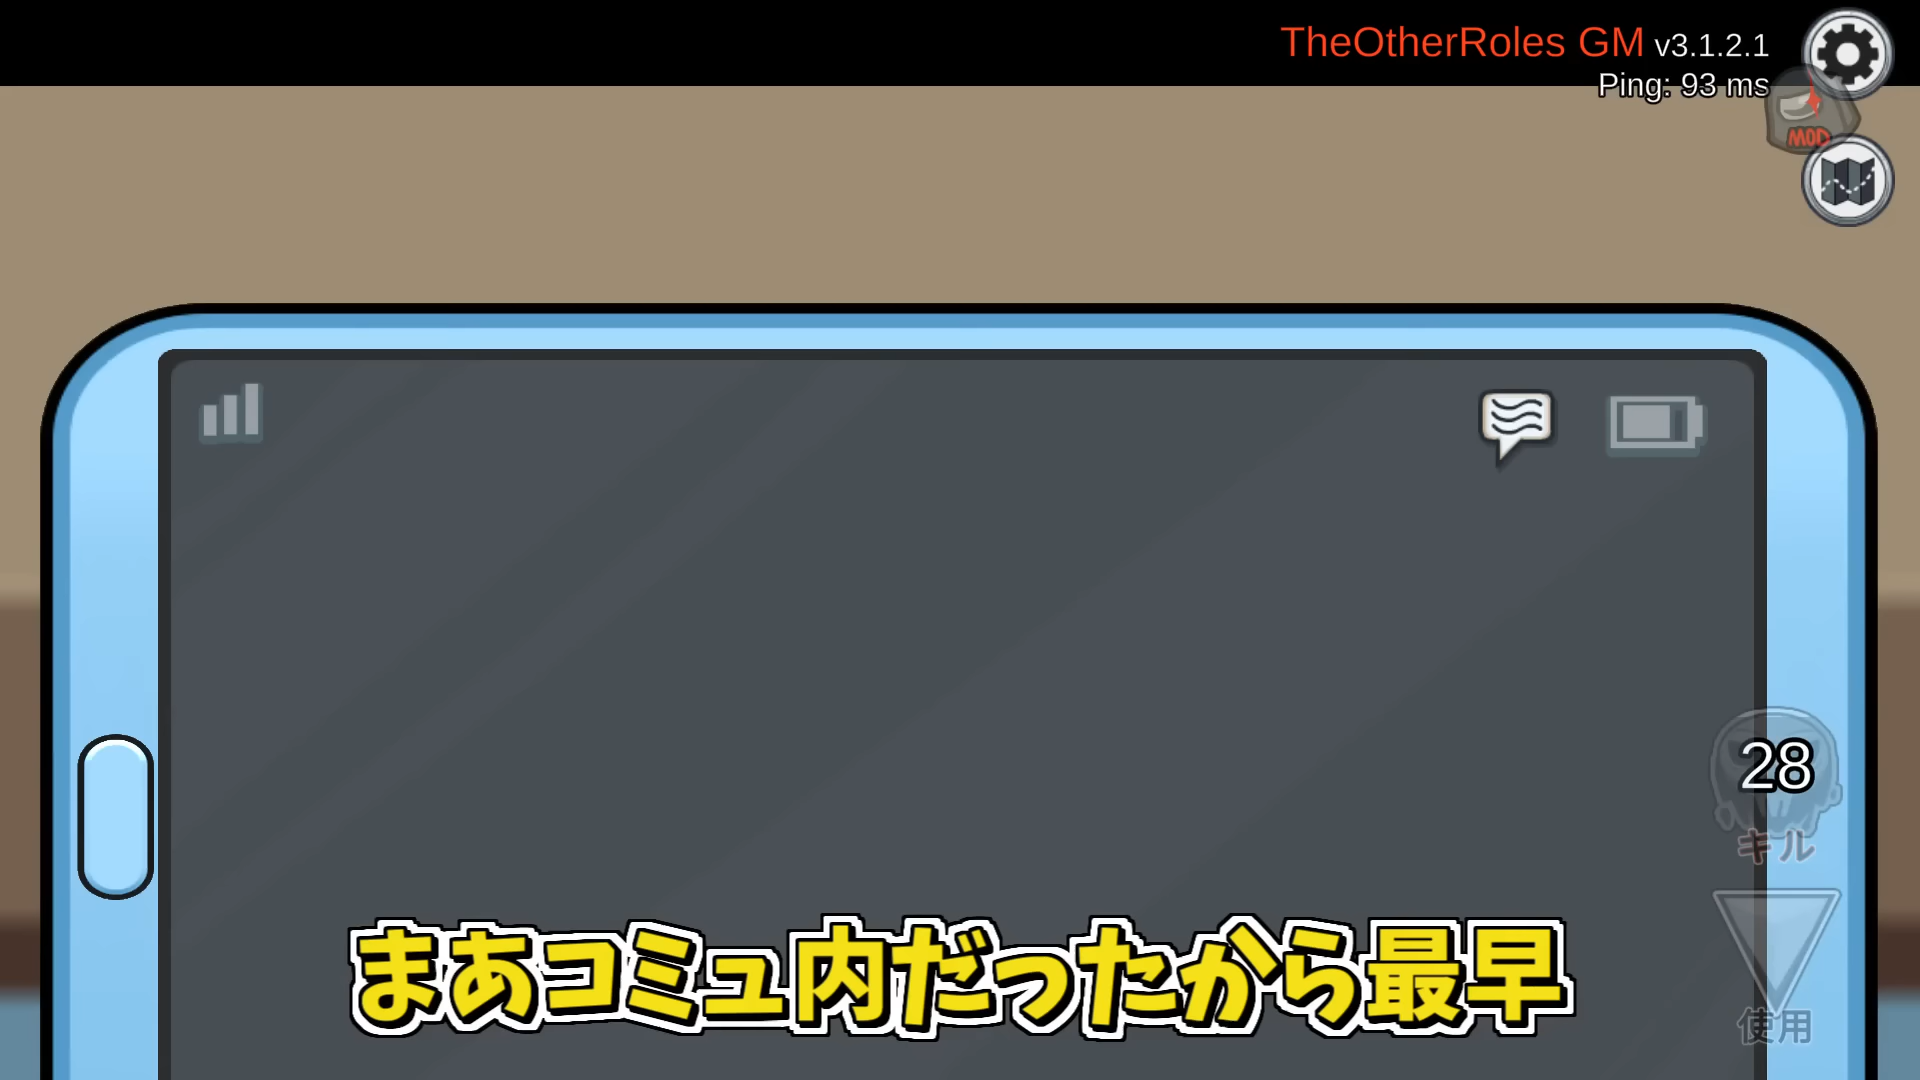 TheOtherRoles GM v3.1.2.1
Ping: 93 ms
MOD
28
キル
まあコミュ内だったから最早
使用